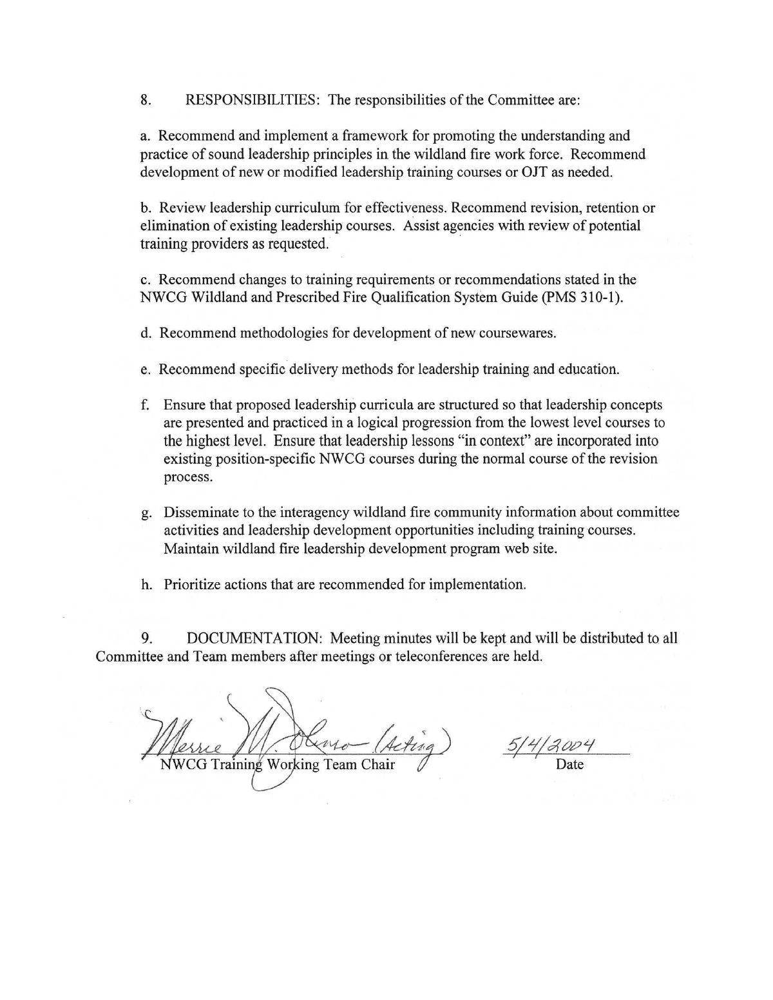 8. RESPONSIBILITIES: The responsibilities of the Committee are:
a. Recommend and implement a framework for promoting the understanding and
practice of sound leadership principles in the wildland fire work force. Recommend
development of new or modified leadership training courses or OJT as needed.
b. Review leadership curriculum for effectiveness. Recommend revision, retention or
elimination of existing leadership courses. Assist agencies with review of potential
training providers as requested.
c. Recommend changes to training requirements or recommendations stated in the
NWCG Wildland and Prescribed Fire Qualification System Guide (PMS 310-1).
d. Recommend methodologies for development of new coursewares.
e. Recommend specific delivery methods for leadership training and education.
f. Ensure that proposed leadership curricula are structured so that leadership concepts
are presented and practiced in a logical progression from the lowest level courses to
the highest level. Ensure that leadership lessons “in context” are incorporated into
existing position-specific NWCG courses during the normal course of the revision
process.
g. Disseminate to the interagency wildland fire community information about committee
activities and leadership development opportunities including training courses.
Maintain wildland fire leadership development program web site.
h. Prioritize actions that are recommended for implementation.
9. DOCUMENTATION: Meeting minutes will be kept and will be distributed to all
Committee and Team members after meetings or teleconferences are held.
Merrie M. (Acting) 5/4/2004
NWCG Training Working Team Chair Date